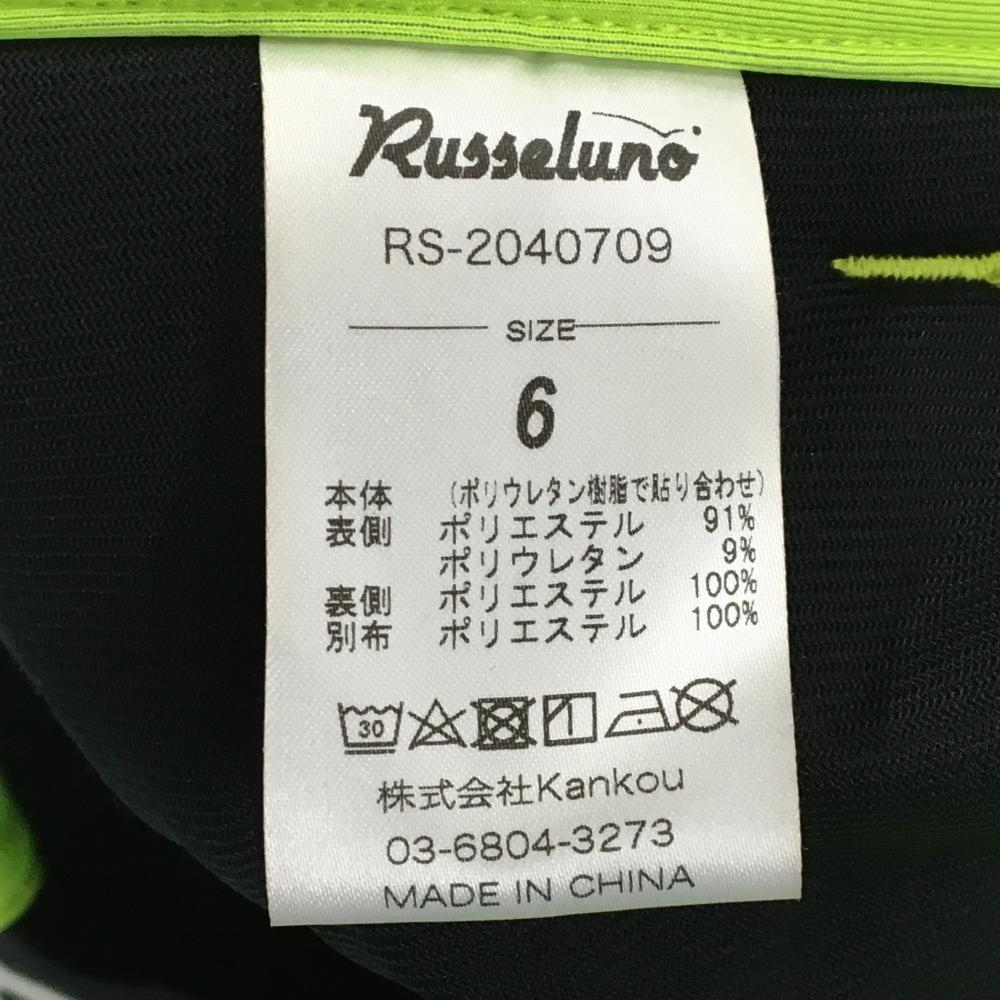 Russeluno
RS-2040709
SIZE
6
本体 (ポリウレタン樹脂で貼り合わせ)
表側 ポリエステル 91%
ポリウレタン 9%
裏側 ポリエステル 100%
別布 ポリエステル 100%
30
株式会社Kankou
03-6804-3273
MADE IN CHINA